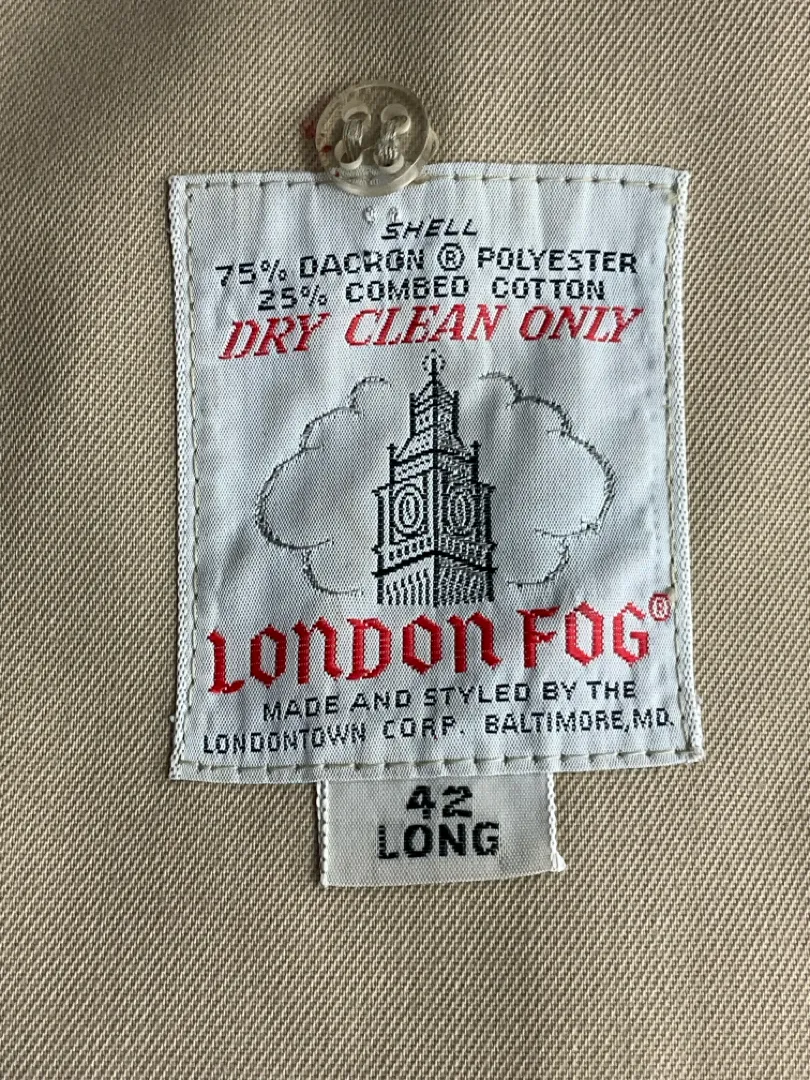 SHELL
75% DACRON ® POLYESTER
25% COMBED COTTON
DRY CLEAN ONLY
LONDON FOG®
MADE AND STYLED BY THE
LONDONTOWN CORP. BALTIMORE, MD.
42
LONG